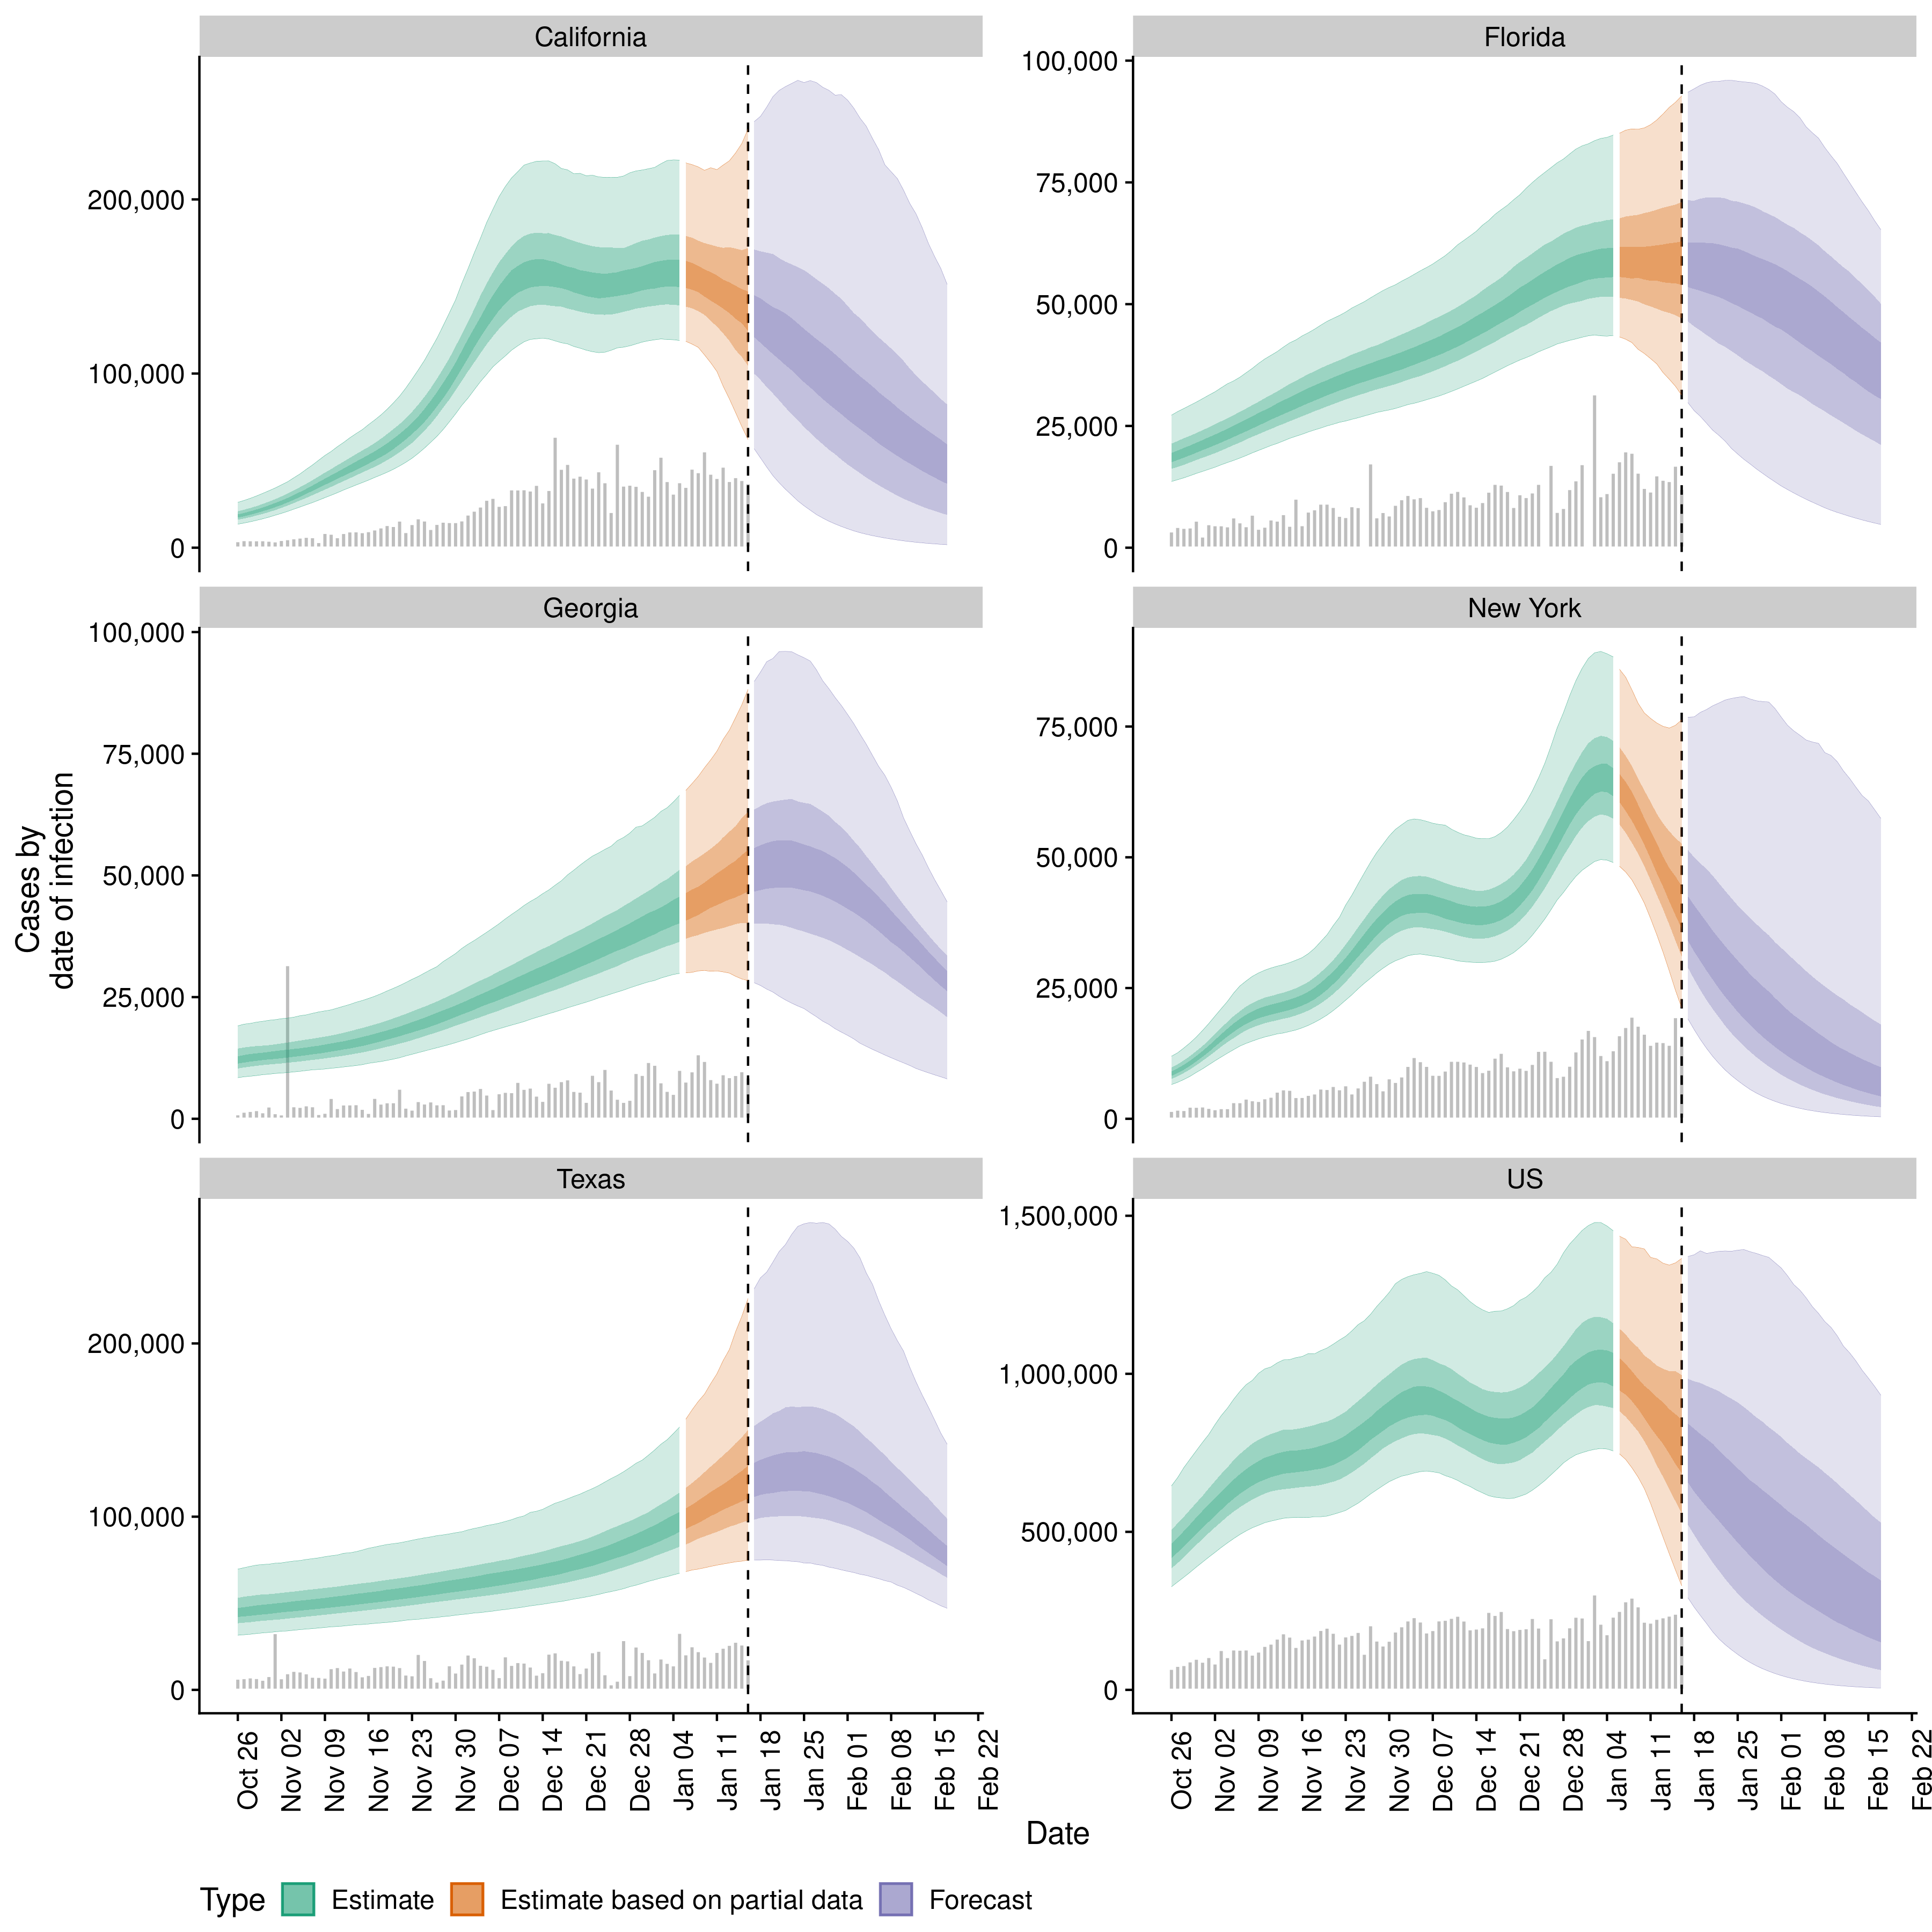 California
Florida
200,000
100,000
0
100,000
75,000
50,000
25,000
0
Georgia
New York
100,000
75,000
50,000
25,000
0
75,000
50,000
25,000
0
Cases by
date of infection
Texas
US
200,000
100,000
0
1,500,000
1,000,000
500,000
0
Oct 26
Nov 02
Nov 09
Nov 16
Nov 23
Nov 30
Dec 07
Dec 14
Dec 21
Dec 28
Jan 04
Jan 11
Jan 18
Jan 25
Feb 01
Feb 08
Feb 15
Feb 22
Oct 26
Nov 02
Nov 09
Nov 16
Nov 23
Nov 30
Dec 07
Dec 14
Dec 21
Dec 28
Jan 04
Jan 11
Jan 18
Jan 25
Feb 01
Feb 08
Feb 15
Feb 22
Date
Type Estimate Estimate based on partial data Forecast